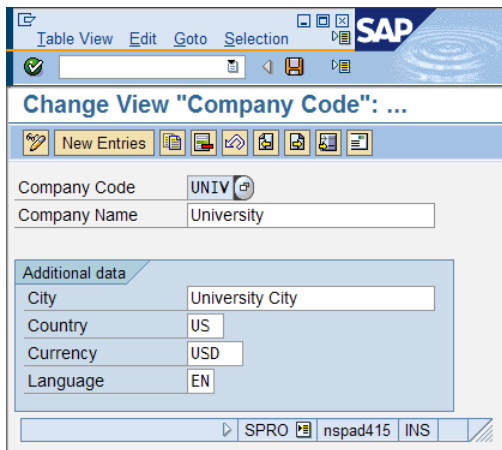 SAP
Table View Edit Goto Selection
Change View "Company Code": ...
New Entries
Company Code UNIV
Company Name University
Additional data
City University City
Country US
Currency USD
Language EN
SPRO nspad415 INS